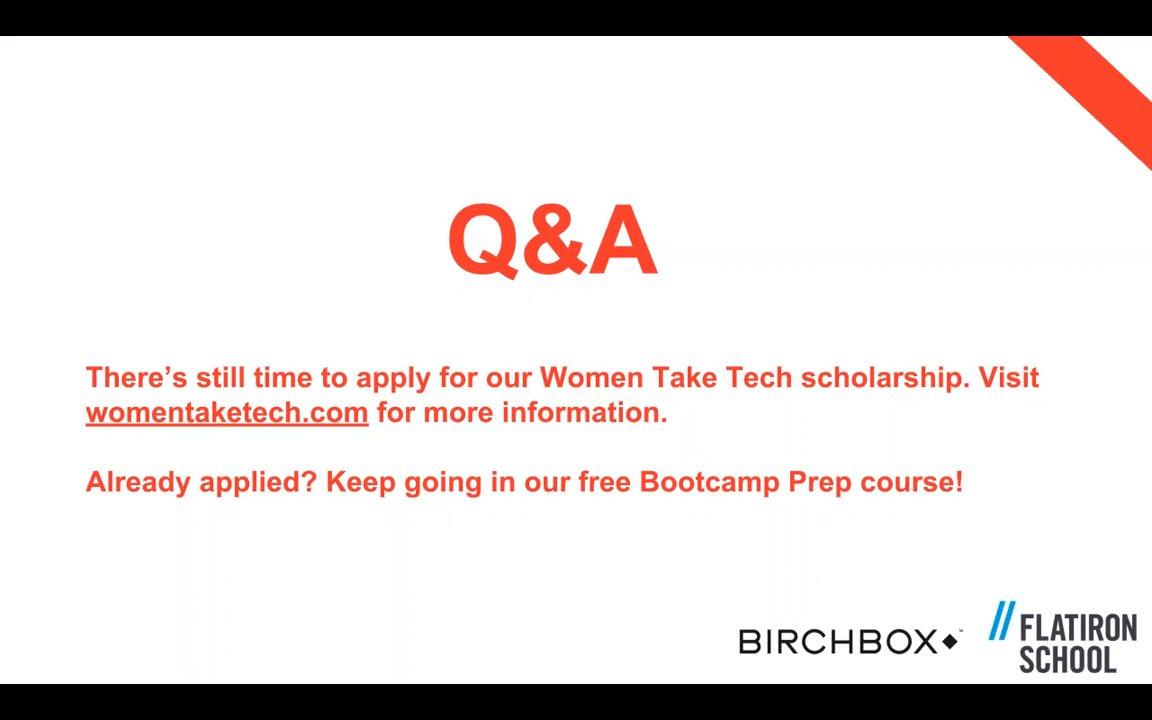 Q&A
There’s still time to apply for our Women Take Tech scholarship. Visit
womentaketech.com for more information.
Already applied? Keep going in our free Bootcamp Prep course!
BIRCHBOX™
FLATIRON
SCHOOL